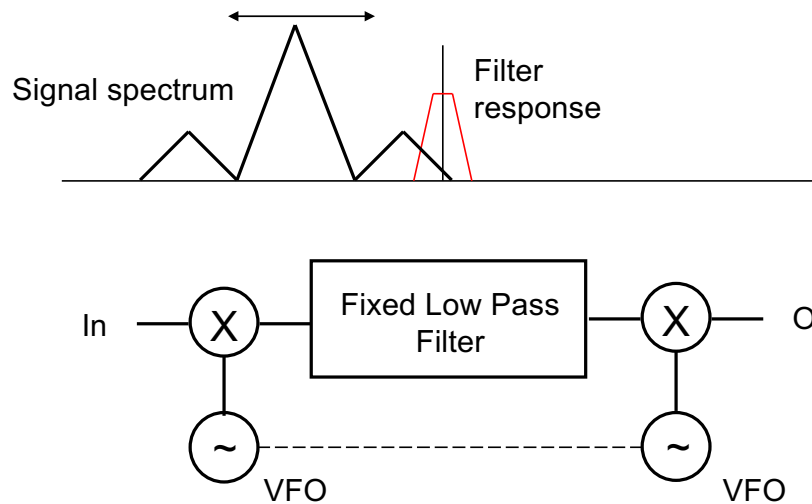 Signal spectrum
Filter
response
In
X
Fixed Low Pass
Filter
X
O
~
~
VFO
VFO